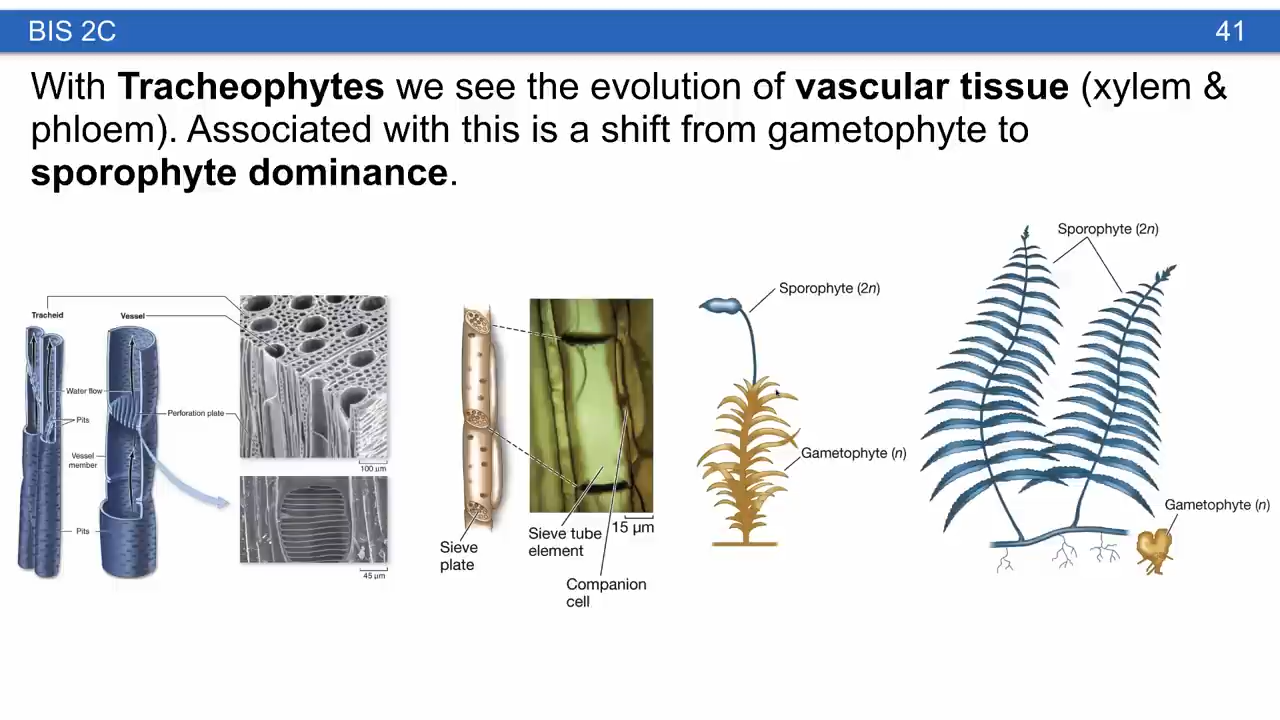 BIS 2C
41
With Tracheophytes we see the evolution of vascular tissue (xylem &
phloem). Associated with this is a shift from gametophyte to
sporophyte dominance.
Tracheid
Vessel
Water flow
Pits
Perforation plate
Vessel
member
Pits
100 µm
45 µm
Sieve
plate
Sieve tube
element
15 µm
Companion
cell
Sporophyte (2n)
Gametophyte (n)
Sporophyte (2n)
Gametophyte (n)